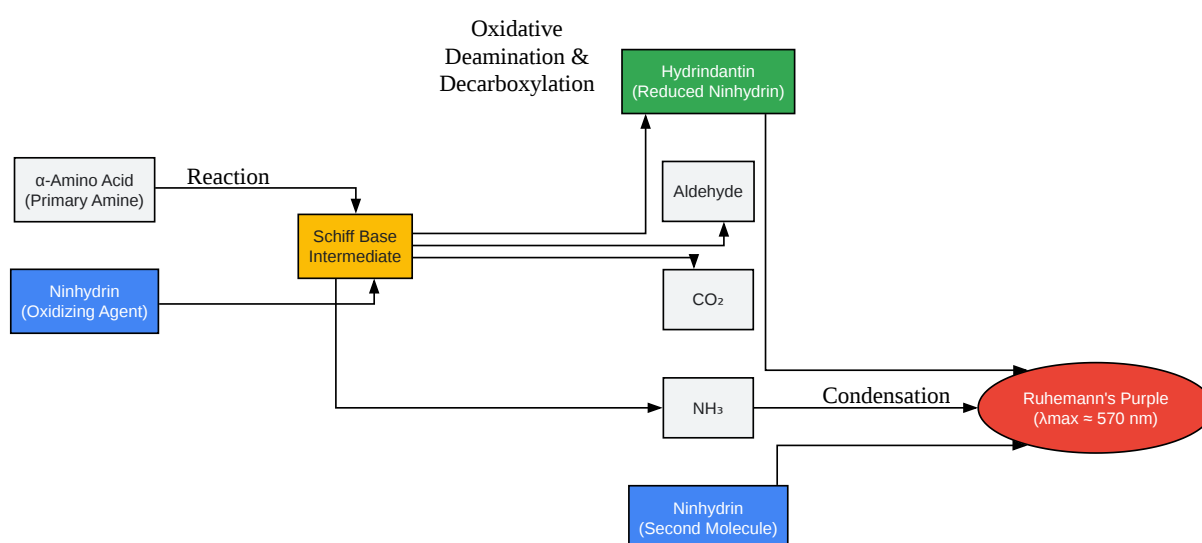 Oxidative
Deamination &
Decarboxylation
Hydrindantin
(Reduced Ninhydrin)
α-Amino Acid
(Primary Amine)
Reaction
Aldehyde
Schiff Base
Intermediate
Ninhydrin
(Oxidizing Agent)
CO₂
NH₃
Condensation
Ruhemann's Purple
(λmax ≈ 570 nm)
Ninhydrin
(Second Molecule)